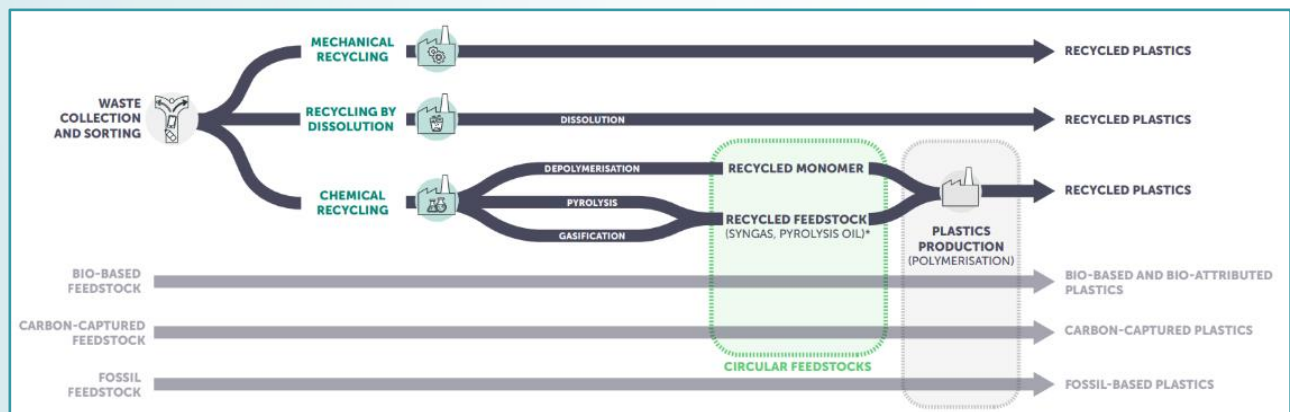 MECHANICAL
RECYCLING
RECYCLED PLASTICS
WASTE
COLLECTION
AND SORTING
RECYCLING BY
DISSOLUTION
DISSOLUTION
RECYCLED PLASTICS
CHEMICAL
RECYCLING
DEPOLYMERISATION
PYROLYSIS
GASIFICATION
RECYCLED MONOMER
RECYCLED FEEDSTOCK
(SYNGAS, PYROLYSIS OIL)*
PLASTICS
PRODUCTION
(POLYMERISATION)
RECYCLED PLASTICS
BIO-BASED
FEEDSTOCK
BIO-BASED AND BIO-ATTRIBUTED
PLASTICS
CARBON-CAPTURED
FEEDSTOCK
CARBON-CAPTURED PLASTICS
CIRCULAR FEEDSTOCKS
FOSSIL
FEEDSTOCK
FOSSIL-BASED PLASTICS